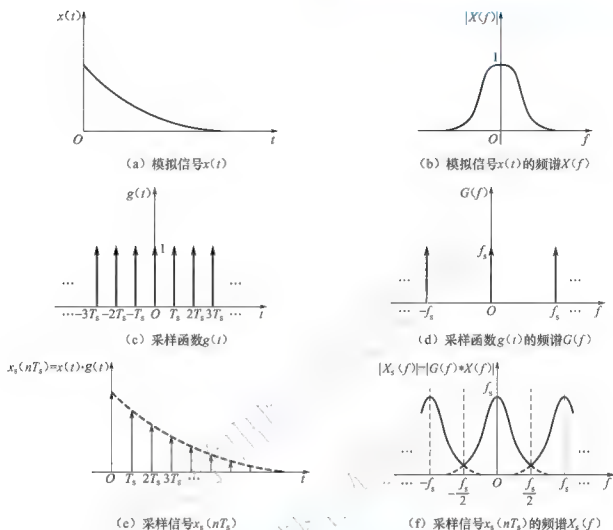 x(t)
O
t
(a) 模拟信号x(t)
|X(f)|
1
O
f
(b) 模拟信号x(t)的频谱X(f)
g(t)
1
··· ···
···-3Ts -2Ts -Ts O Ts 2Ts 3Ts ··· t
(c) 采样函数g(t)
G(f)
fs
··· ···
··· -fs O fs ··· f
(d) 采样函数g(t)的频谱G(f)
xs(nTs)=x(t)·g(t)
O Ts 2Ts 3Ts ··· t
(e) 采样信号xs(nTs)
|Xs(f)|=|G(f)*X(f)|
fs
··· ···
··· -fs -fs/2 O fs/2 fs ··· f
(f) 采样信号xs(nTs)的频谱Xs(f)